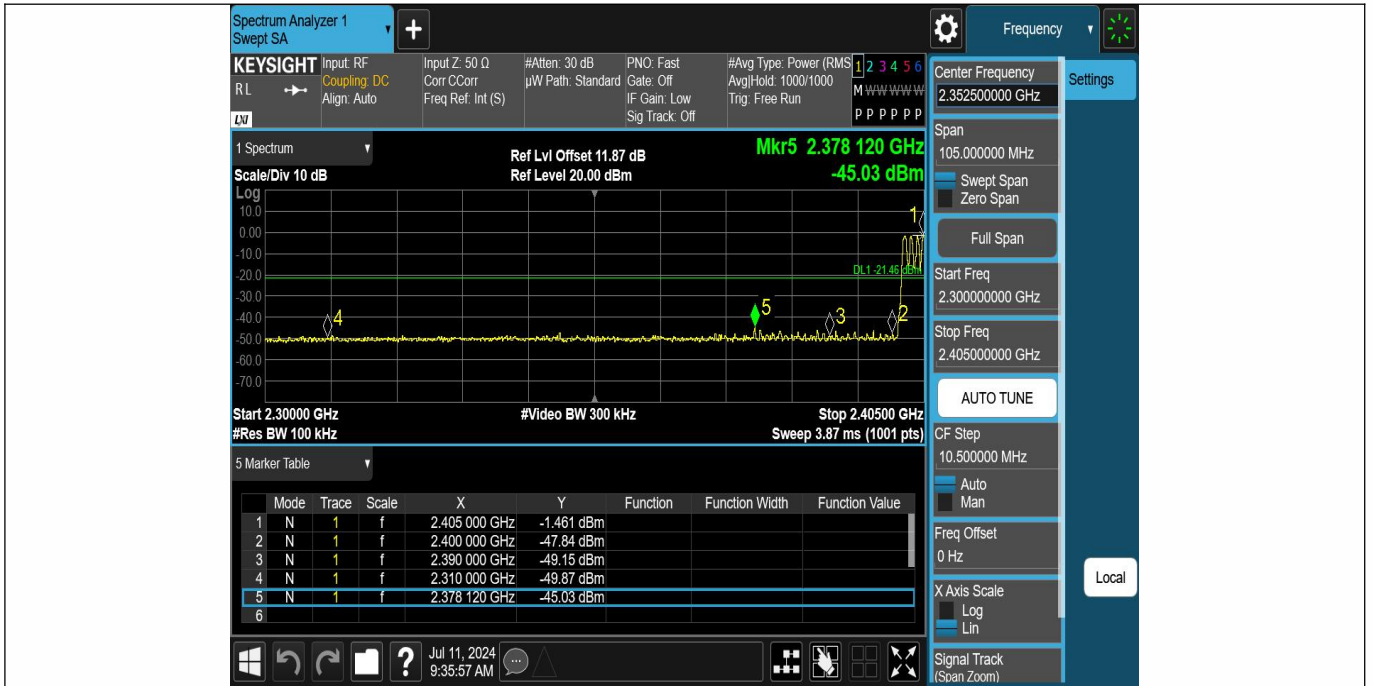 Spectrum Analyzer 1
Swept SA
+
Frequency
KEYSIGHT
RL
LXI
Input: RF
Coupling: DC
Align: Auto
Input Z: 50 Ω
Corr CCorr
Freq Ref: Int (S)
#Atten: 30 dB
µW Path: Standard
PNO: Fast
Gate: Off
IF Gain: Low
Sig Track: Off
#Avg Type: Power (RMS
Avg|Hold: 1000/1000
Trig: Free Run
1 2 3 4 5 6
M W W W W W
P P P P P P
1 Spectrum
Scale/Div 10 dB
Ref Lvl Offset 11.87 dB
Ref Level 20.00 dBm
Mkr5 2.378 120 GHz
-45.03 dBm
Log
10.0
0.00
-10.0
-20.0
-30.0
-40.0
-50.0
-60.0
-70.0
1
DL1 -21.46 dBm
4
5
3
2
Start 2.30000 GHz
#Video BW 300 kHz
Stop 2.40500 GHz
#Res BW 100 kHz
Sweep 3.87 ms (1001 pts)
5 Marker Table
Mode Trace Scale X Y Function Function Width Function Value
1 N 1 f 2.405 000 GHz -1.461 dBm
2 N 1 f 2.400 000 GHz -47.84 dBm
3 N 1 f 2.390 000 GHz -49.15 dBm
4 N 1 f 2.310 000 GHz -49.87 dBm
5 N 1 f 2.378 120 GHz -45.03 dBm
6
?
Jul 11, 2024
9:35:57 AM
Center Frequency
2.352500000 GHz
Settings
Span
105.000000 MHz
Swept Span
Zero Span
Full Span
Start Freq
2.300000000 GHz
Stop Freq
2.405000000 GHz
AUTO TUNE
CF Step
10.500000 MHz
Auto
Man
Freq Offset
0 Hz
Local
X Axis Scale
Log
Lin
Signal Track
(Span Zoom)